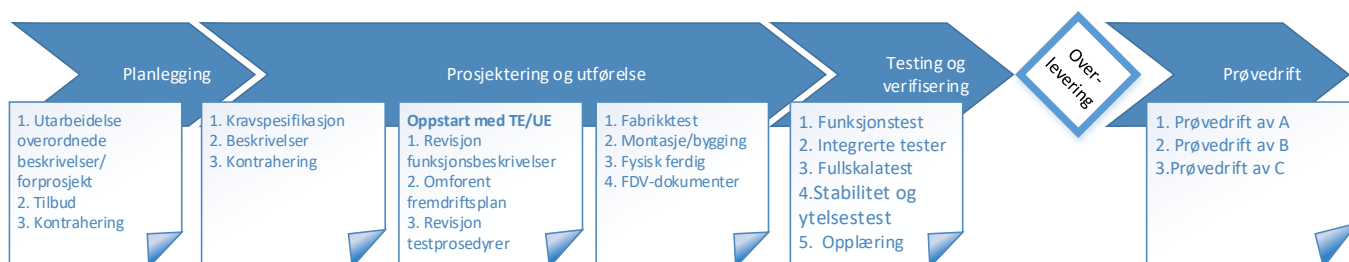 Planlegging
Prosjektering og utførelse
Testing og
verifisering
Over-
levering
Prøvedrift
1. Utarbeidelse
overordnede
beskrivelser/
forprosjekt
2. Tilbud
3. Kontrahering
1. Kravspesifikasjon
2. Beskrivelser
3. Kontrahering
Oppstart med TE/UE
1. Revisjon
funksjonsbeskrivelser
2. Omforent
fremdriftsplan
3. Revisjon
testprosedyrer
1. Fabrikktest
2. Montasje/bygging
3. Fysisk ferdig
4. FDV-dokumenter
1. Funksjonstest
2. Integrerte tester
3. Fullskalatest
4.Stabilitet og
ytelsestest
5. Opplæring
1. Prøvedrift av A
2. Prøvedrift av B
3.Prøvedrift av C